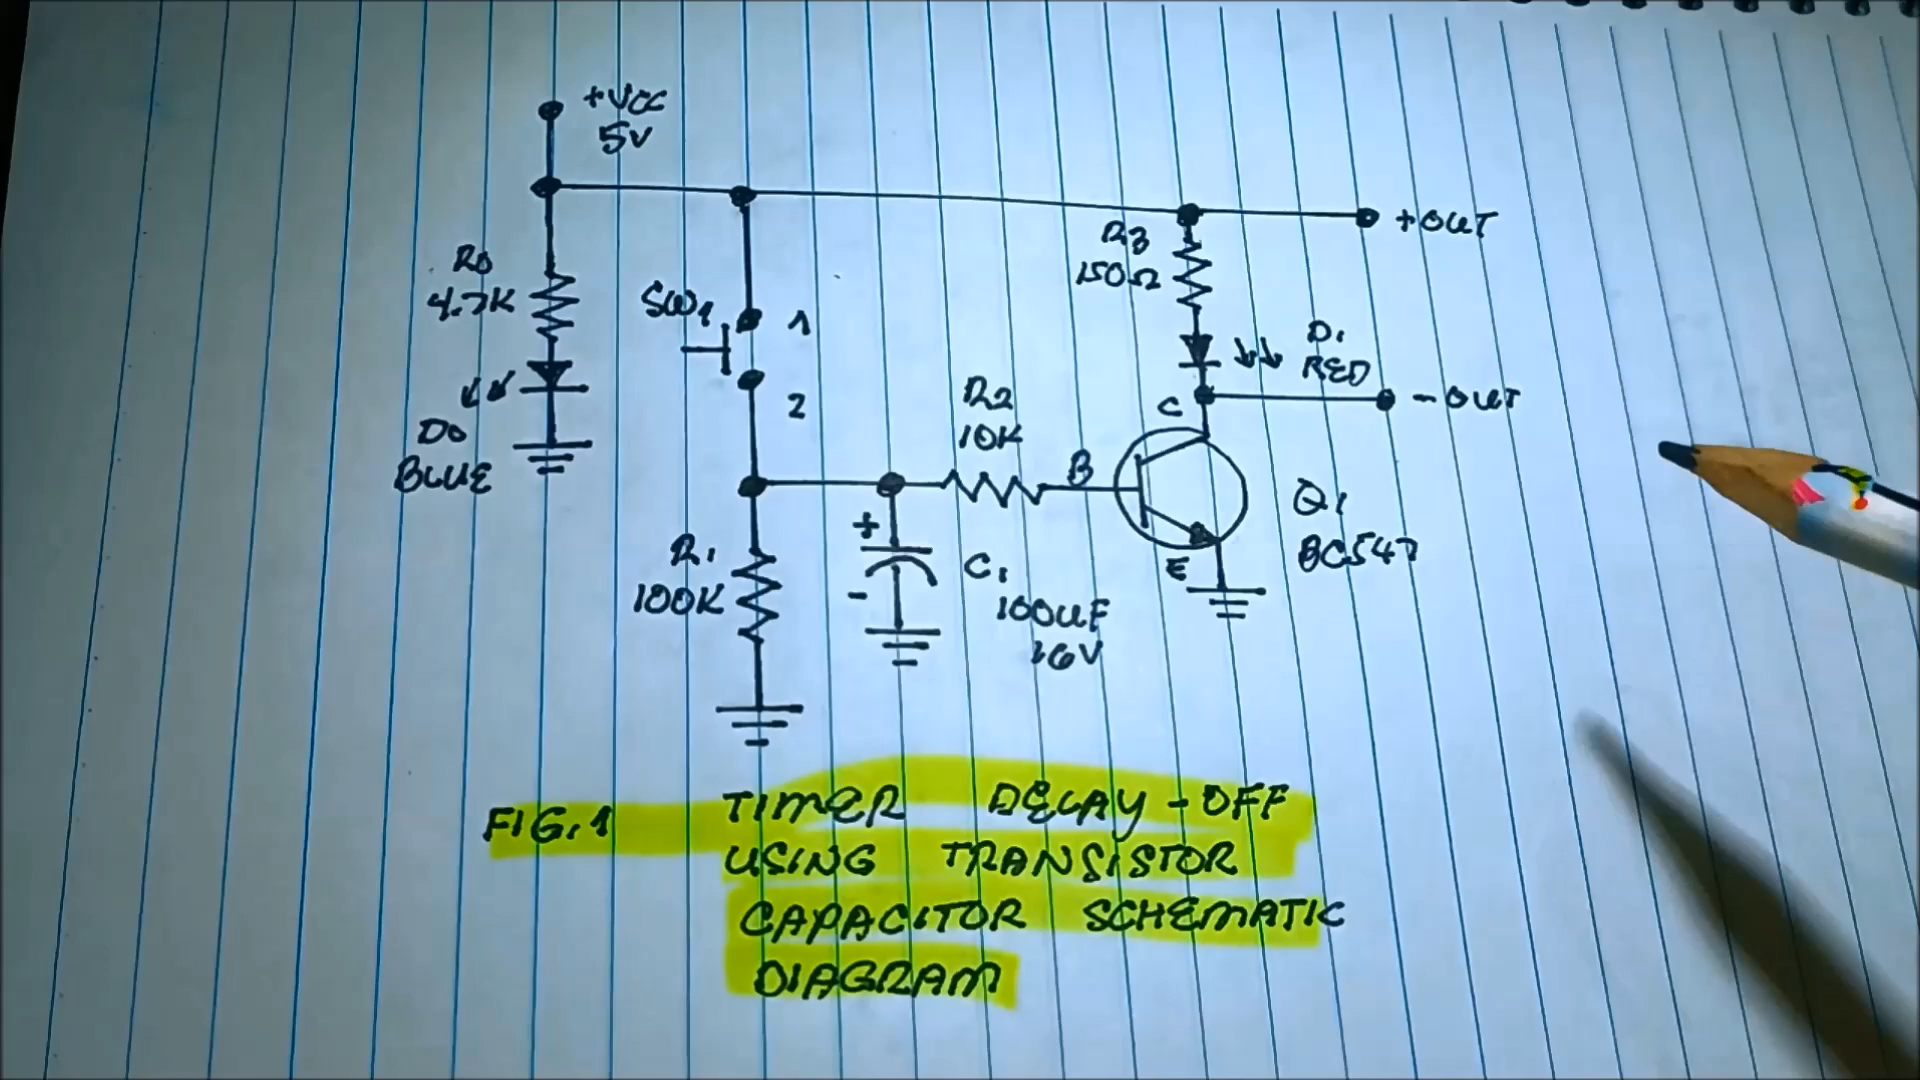 +VCC
5V
+OUT
R3
150Ω
R0
4.7K
SW1
1
D1
RED
-OUT
C
2
R2
10K
D0
BLUE
B
Q1
BC547
+
R1
100K
C1
E
-
100uF
16V
FIG.1 TIMER DELAY-OFF
USING TRANSISTOR
CAPACITOR SCHEMATIC
DIAGRAM